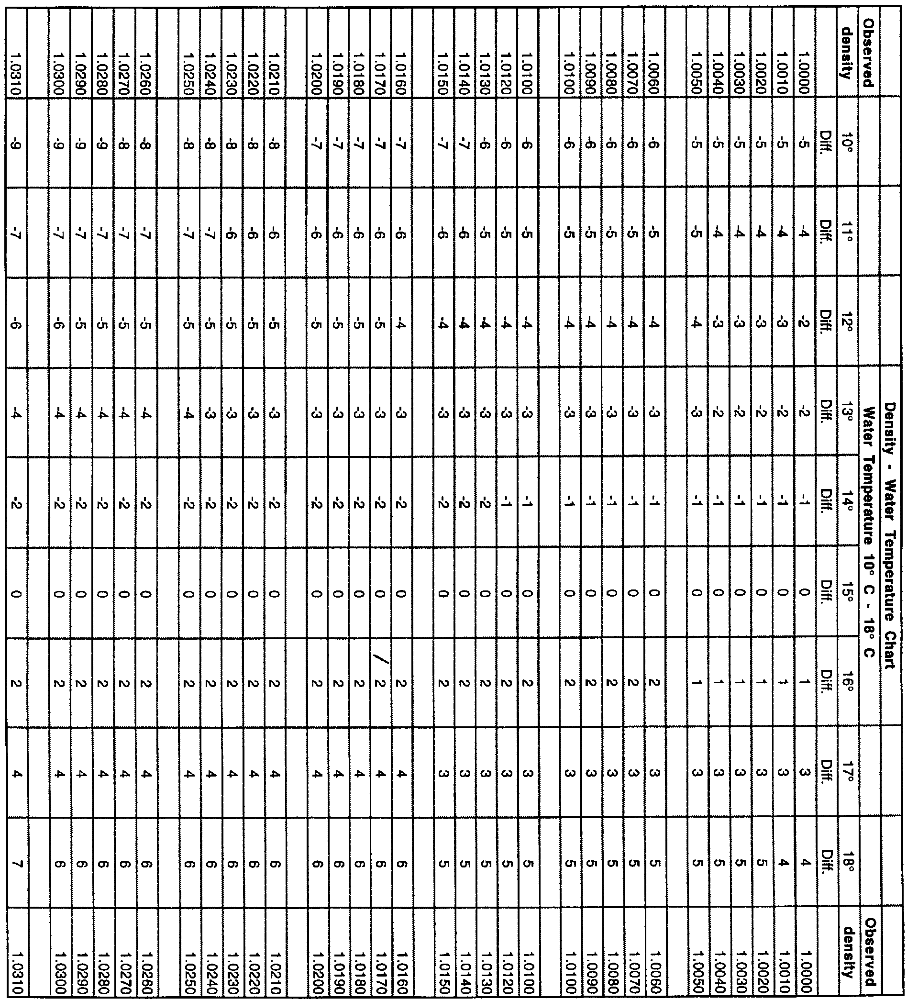 Density - Water Temperature Chart
Observed Water Temperature 10° C - 18° C Observed
density 10° 11° 12° 13° 14° 15° 16° 17° 18° density
Diff. Diff. Diff. Diff. Diff. Diff. Diff. Diff. Diff.
1.0000 -5 -4 -2 -2 -1 0 1 3 4 1.0000
1.0010 -5 -4 -3 -2 -1 0 1 3 4 1.0010
1.0020 -5 -4 -3 -2 -1 0 1 3 5 1.0020
1.0030 -5 -4 -3 -2 -1 0 1 3 5 1.0030
1.0040 -5 -4 -3 -2 -1 0 1 3 5 1.0040
1.0050 -5 -5 -4 -3 -1 0 1 3 5 1.0050
1.0060 -6 -5 -4 -3 -1 0 2 3 5 1.0060
1.0070 -6 -5 -4 -3 -1 0 2 3 5 1.0070
1.0080 -6 -5 -4 -3 -1 0 2 3 5 1.0080
1.0090 -6 -5 -4 -3 -1 0 2 3 5 1.0090
1.0100 -6 -5 -4 -3 -1 0 2 3 5 1.0100
1.0100 -6 -5 -4 -3 -1 0 2 3 5 1.0100
1.0120 -6 -5 -4 -3 -1 0 2 3 5 1.0120
1.0130 -6 -5 -4 -3 -2 0 2 3 5 1.0130
1.0140 -7 -6 -4 -3 -2 0 2 3 5 1.0140
1.0150 -7 -6 -4 -3 -2 0 2 3 5 1.0150
1.0160 -7 -6 -4 -3 -2 0 2 4 6 1.0160
1.0170 -7 -6 -5 -3 -2 0 / 2 4 6 1.0170
1.0180 -7 -6 -5 -3 -2 0 2 4 6 1.0180
1.0190 -7 -6 -5 -3 -2 0 2 4 6 1.0190
1.0200 -7 -6 -5 -3 -2 0 2 4 6 1.0200
1.0210 -8 -6 -5 -3 -2 0 2 4 6 1.0210
1.0220 -8 -6 -5 -3 -2 0 2 4 6 1.0220
1.0230 -8 -6 -5 -3 -2 0 2 4 6 1.0230
1.0240 -8 -7 -5 -3 -2 0 2 4 6 1.0240
1.0250 -8 -7 -5 -4 -2 0 2 4 6 1.0250
1.0260 -8 -7 -5 -4 -2 0 2 4 6 1.0260
1.0270 -8 -7 -5 -4 -2 0 2 4 6 1.0270
1.0280 -9 -7 -5 -4 -2 0 2 4 6 1.0280
1.0290 -9 -7 -5 -4 -2 0 2 4 6 1.0290
1.0300 -9 -7 -6 -4 -2 0 2 4 6 1.0300
1.0310 -9 -7 -6 -4 -2 0 2 4 7 1.0310